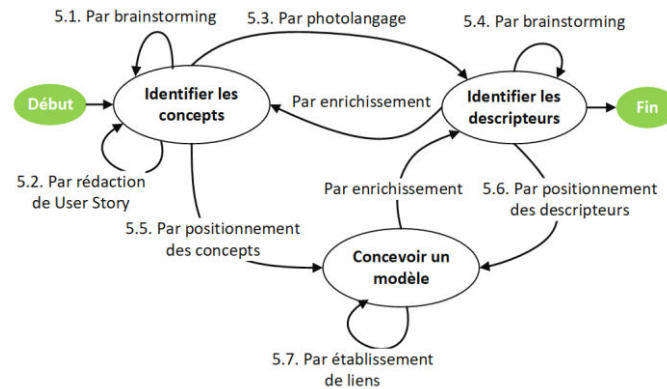 5.1. Par brainstorming
5.3. Par photolangage
5.4. Par brainstorming
Début
Identifier les
concepts
Par enrichissement
Identifier les
descripteurs
Fin
5.2. Par rédaction
de User Story
5.5. Par positionnement
des concepts
Par enrichissement
5.6. Par positionnement
des descripteurs
Concevoir un
modèle
5.7. Par établissement
de liens